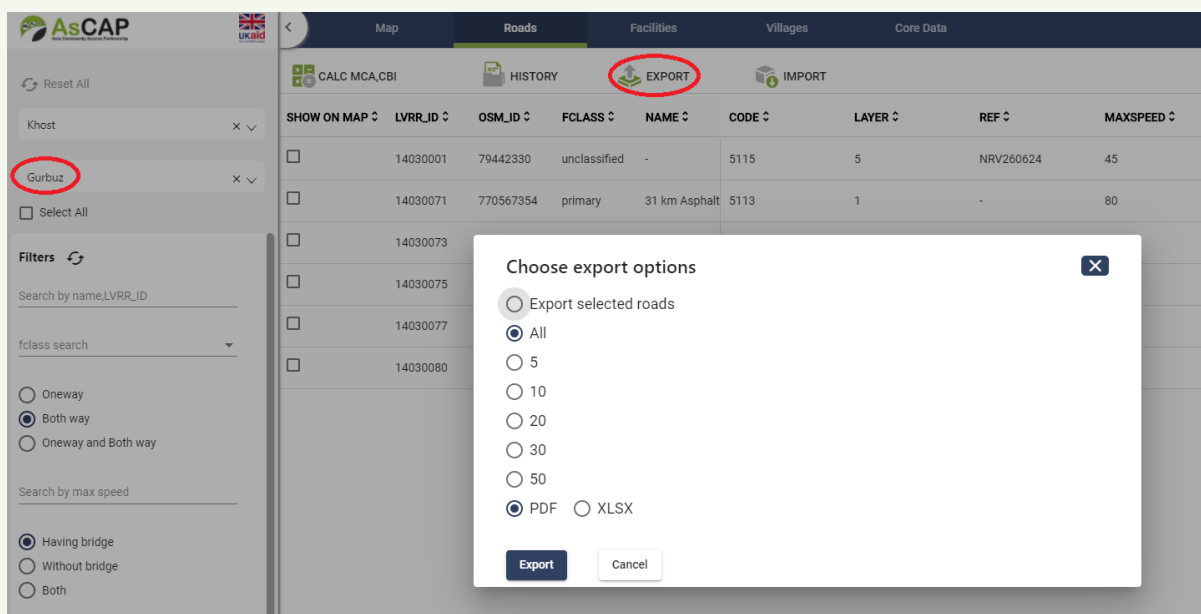 AsCAP
Asia Community Access Partnership
UKaid
Map Roads Facilities Villages Core Data
Reset All
CALC MCA,CBI HISTORY EXPORT IMPORT
Khost
SHOW ON MAP LVRR_ID OSM_ID FCLASS NAME CODE LAYER REF MAXSPEED
14030001 79442330 unclassified - 5115 5 NRV260624 45
Gurbuz
14030071 770567354 primary 31 km Asphalt 5113 1 - 80
Select All
14030073
14030075
14030077
14030080
Filters
Search by name,LVRR_ID
fclass search
Oneway
Both way
Oneway and Both way
Search by max speed
Having bridge
Without bridge
Both
Choose export options
Export selected roads
All
5
10
20
30
50
PDF XLSX
Export Cancel